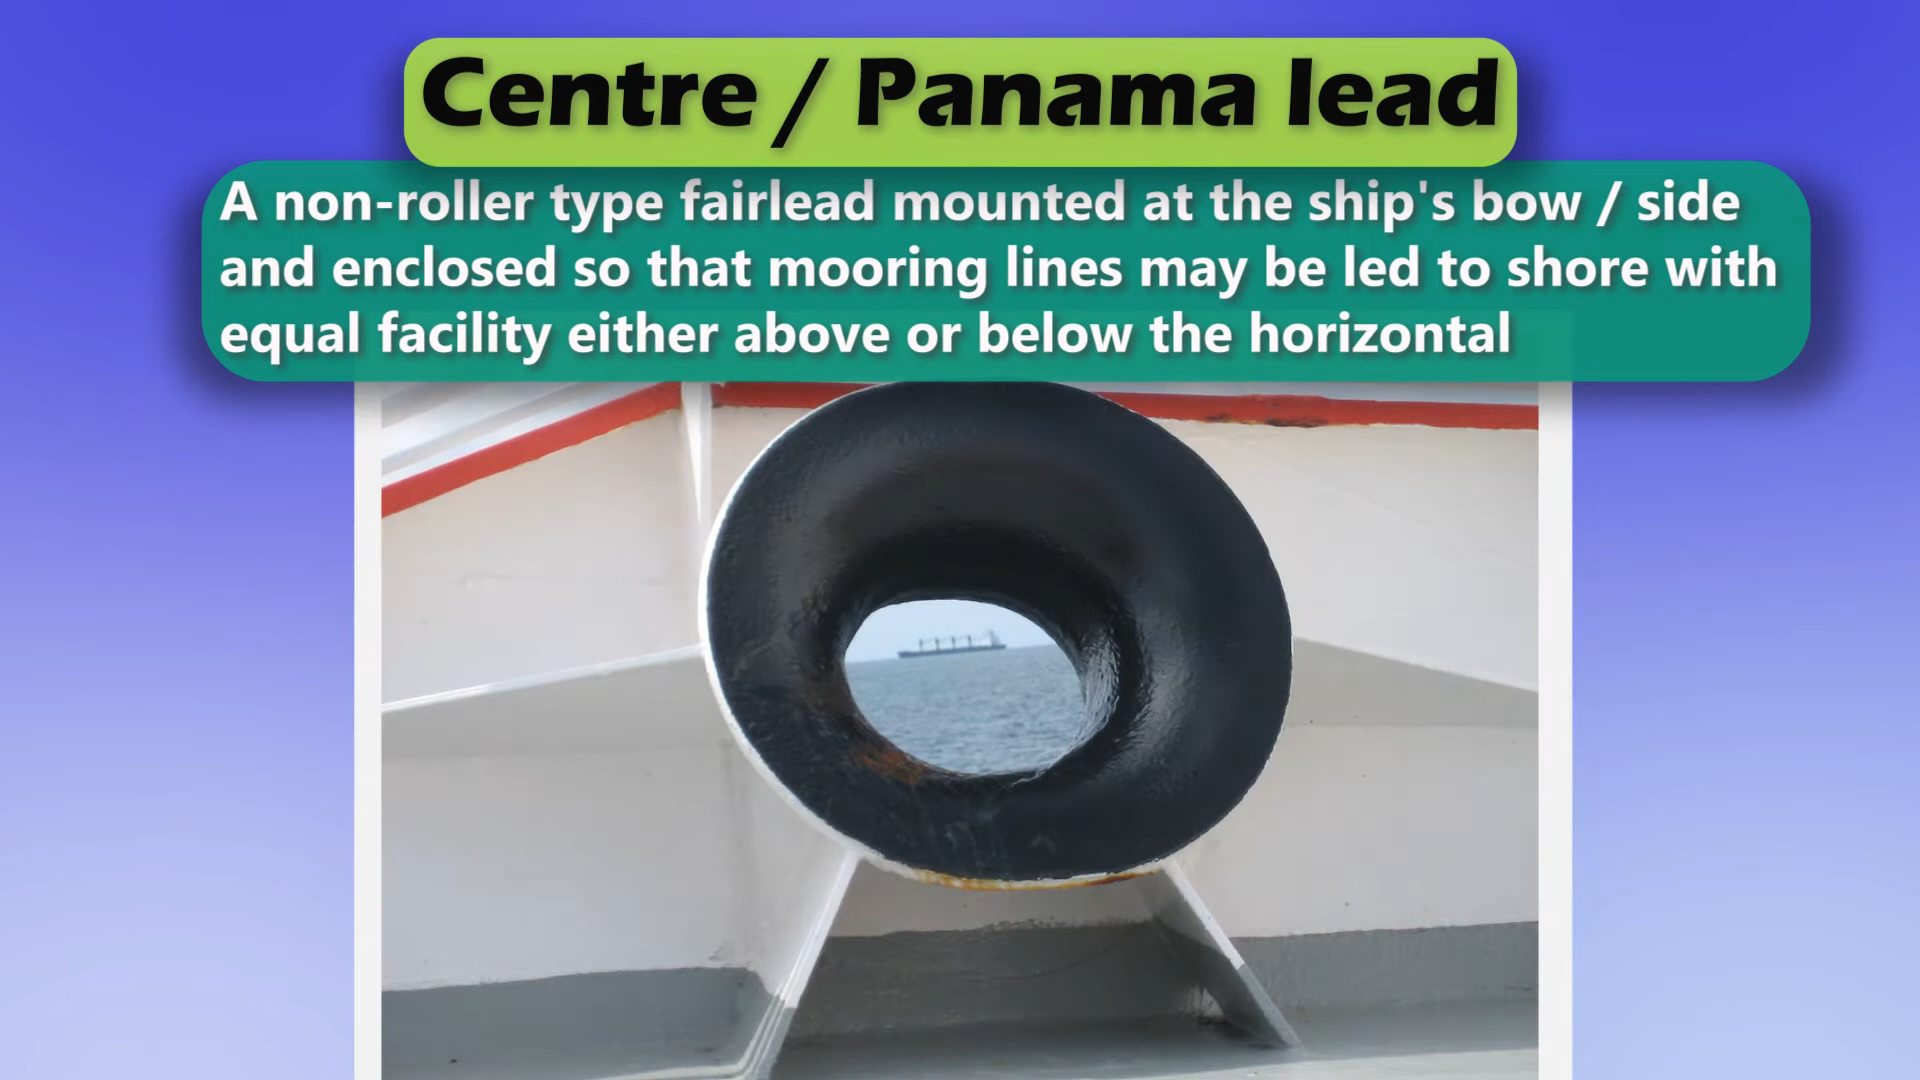 Centre / Panama lead
A non-roller type fairlead mounted at the ship's bow / side
and enclosed so that mooring lines may be led to shore with
equal facility either above or below the horizontal